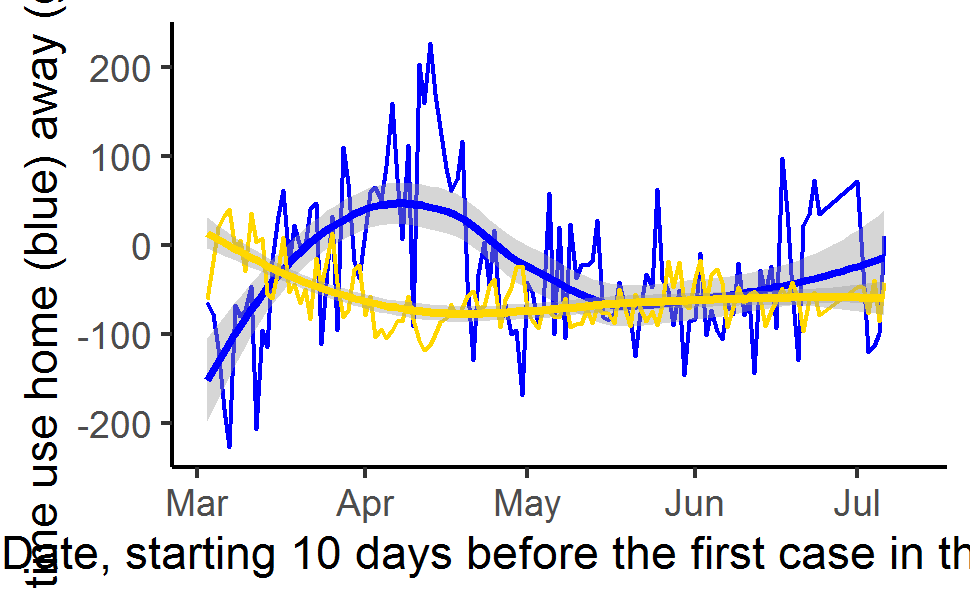 time use home (blue) away (
200
100
0
-100
-200
Mar Apr May Jun Jul
Date, starting 10 days before the first case in th